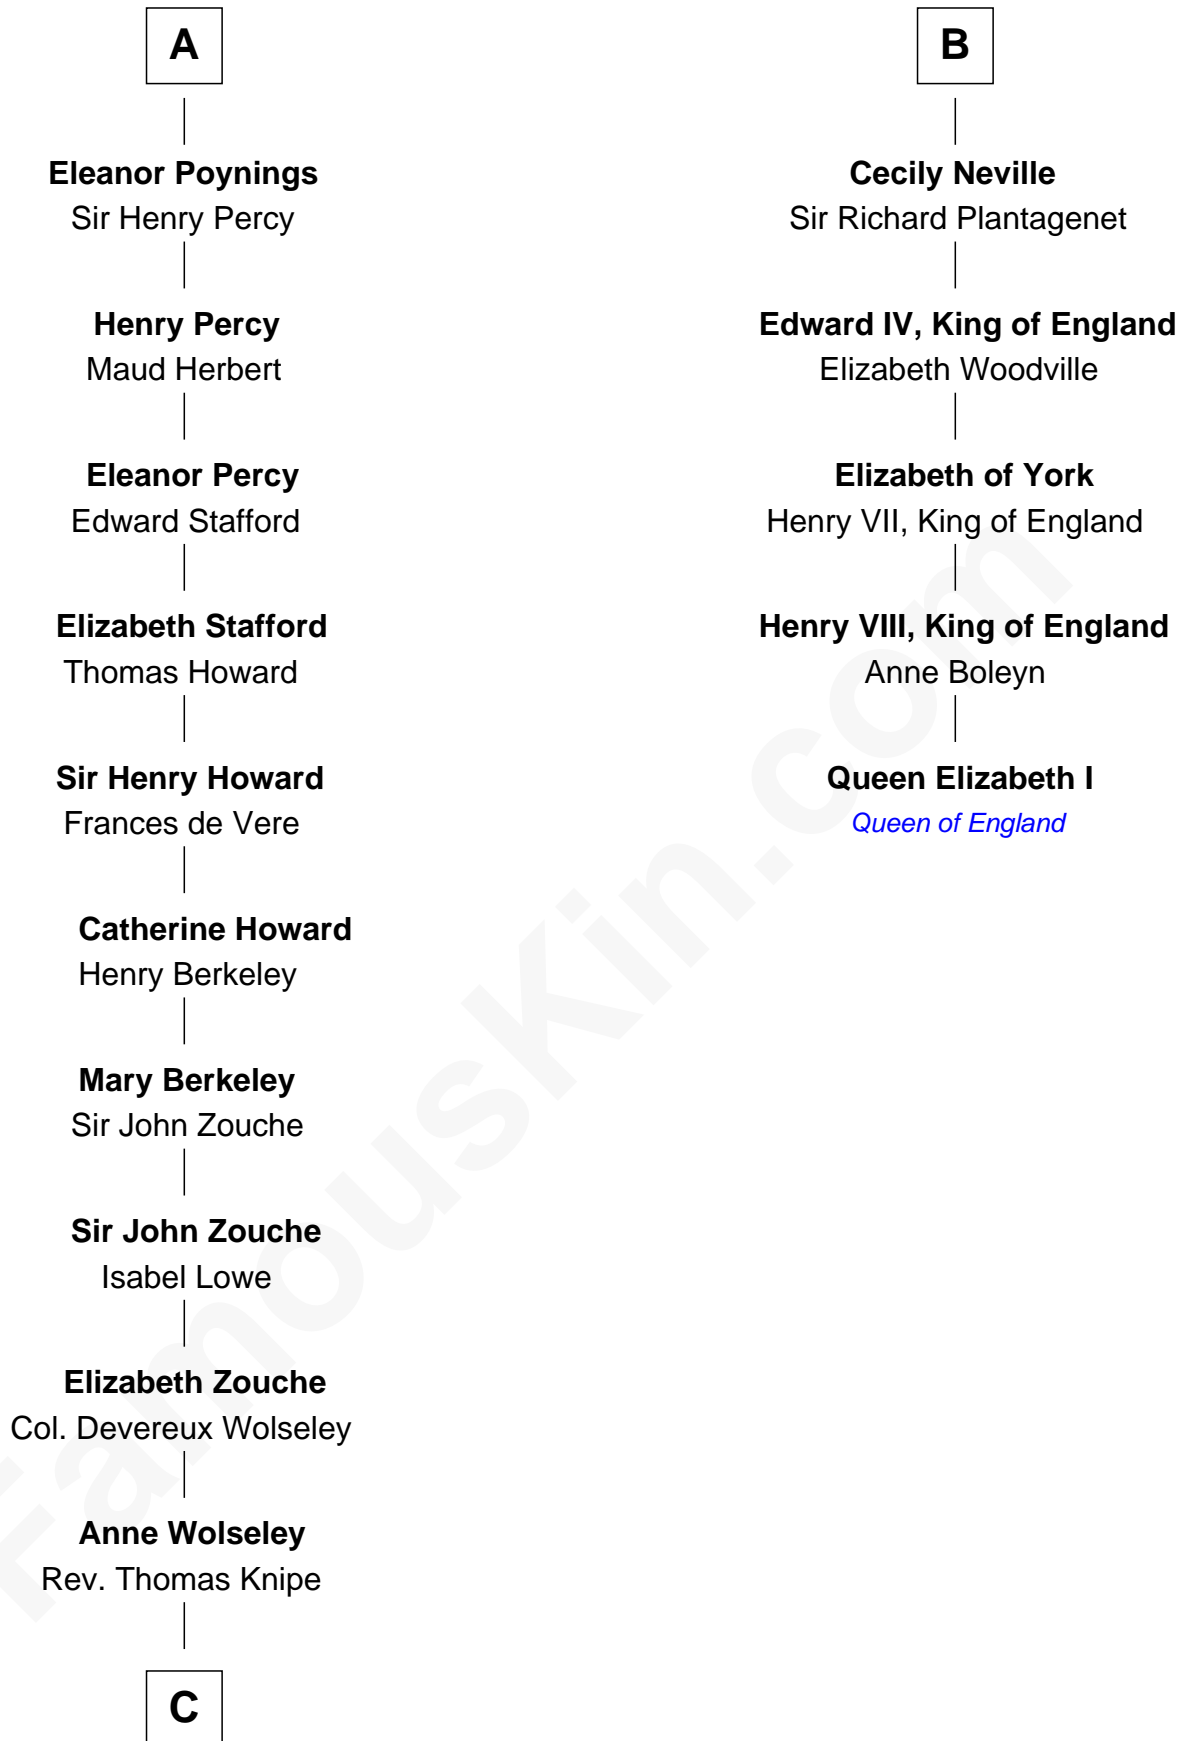 A
Eleanor Poynings
Sir Henry Percy
Henry Percy
Maud Herbert
Eleanor Percy
Edward Stafford
Elizabeth Stafford
Thomas Howard
Sir Henry Howard
Frances de Vere
Catherine Howard
Henry Berkeley
Mary Berkeley
Sir John Zouche
Sir John Zouche
Isabel Lowe
Elizabeth Zouche
Col. Devereux Wolseley
Anne Wolseley
Rev. Thomas Knipe
C
B
Cecily Neville
Sir Richard Plantagenet
Edward IV, King of England
Elizabeth Woodville
Elizabeth of York
Henry VII, King of England
Henry VIII, King of England
Anne Boleyn
Queen Elizabeth I
Queen of England
FamousKin.com